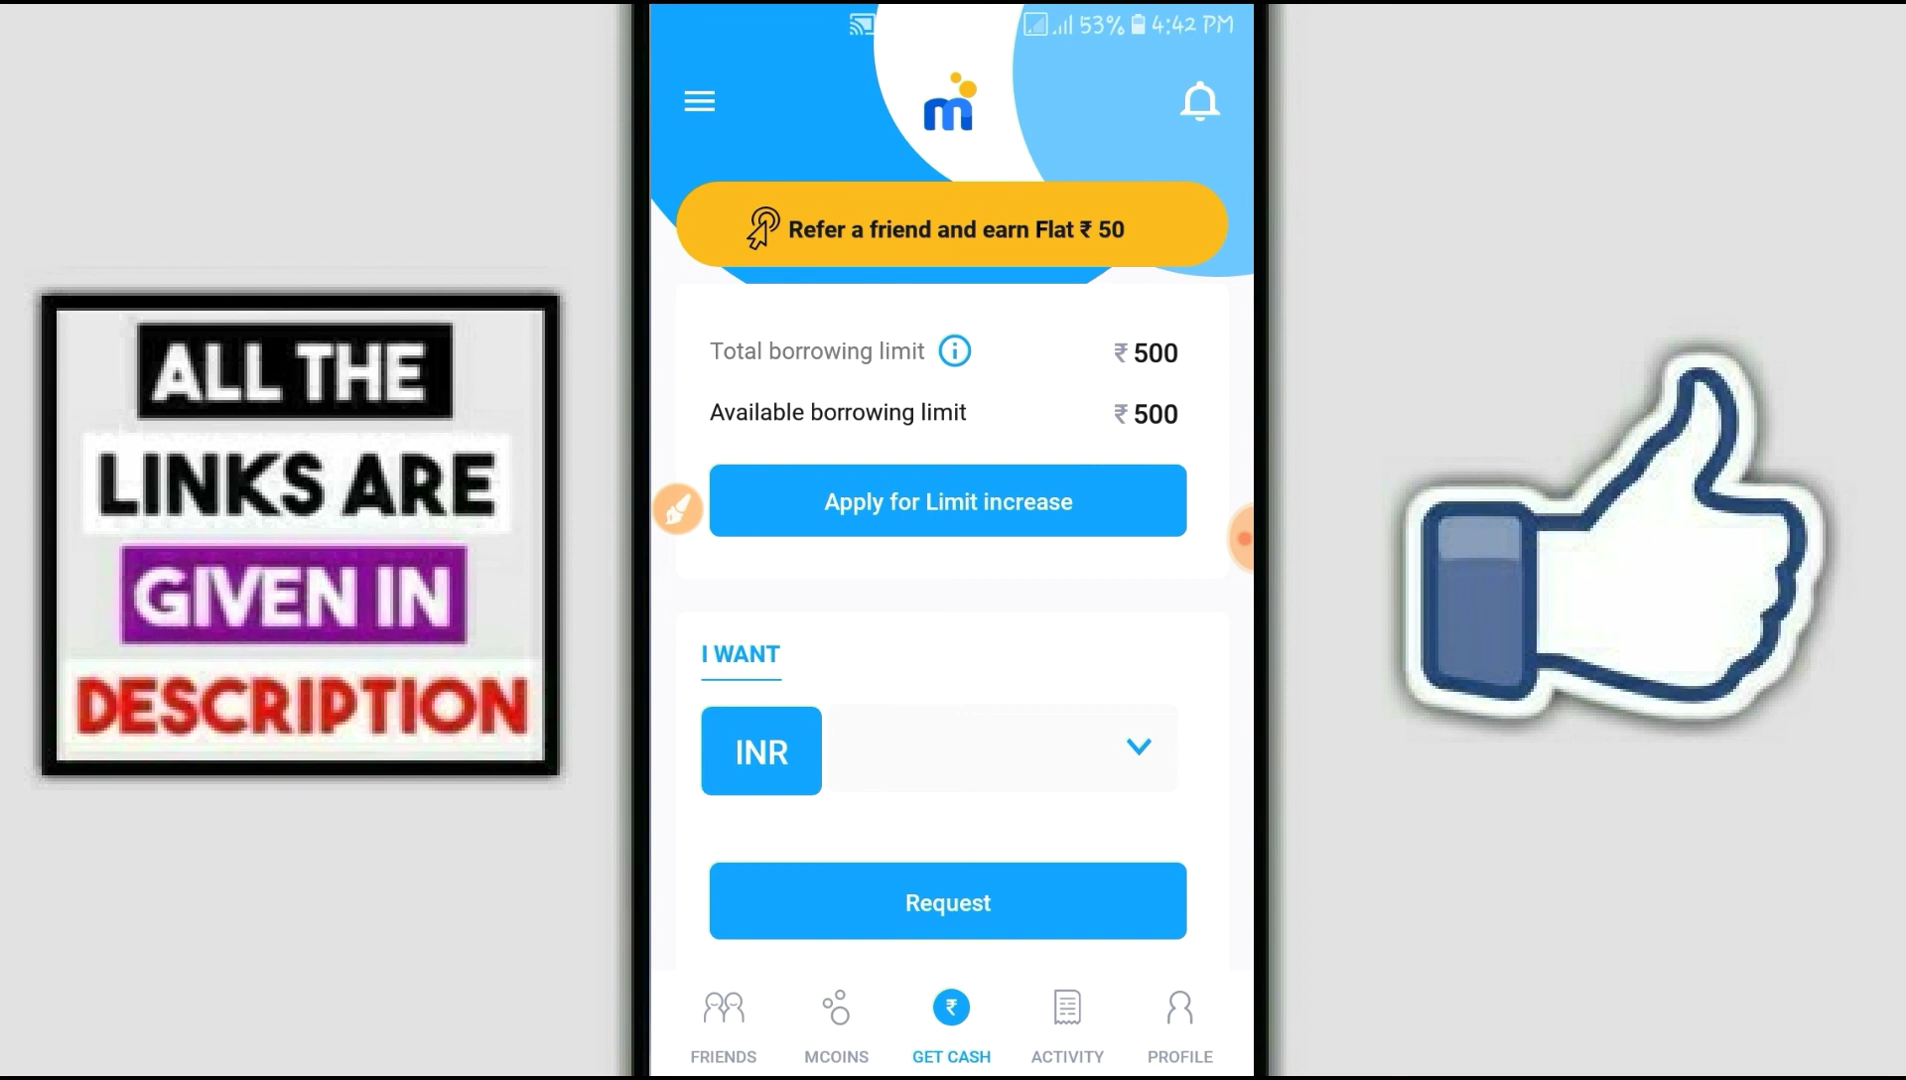 ALL THE
LINKS ARE
GIVEN IN
DESCRIPTION
53% 4:42 PM
m
Refer a friend and earn Flat ₹ 50
Total borrowing limit ₹ 500
Available borrowing limit ₹ 500
Apply for Limit increase
I WANT
INR
Request
FRIENDS MCOINS GET CASH ACTIVITY PROFILE